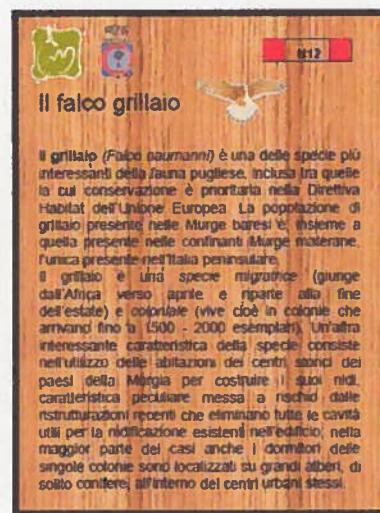 N12
Il falco grillaio
Il grillaio (Falco naumanni) è una delle specie più
interessanti della fauna pugliese, inclusa tra quelle
la cui conservazione è prioritaria nella Direttiva
Habitat dell'Unione Europea. La popolazione di
grillaio presente nelle Murge baresi è, insieme a
quella presente nelle confinanti Murge materane,
l'unica presente nell'Italia peninsulare.
Il grillaio è una specie migratrice (giunge
dall'Africa verso aprile e riparte alla fine
dell'estate) e coloniale (vive cioè in colonie che
arrivano fino a 1500 - 2000 esemplari). Un'altra
interessante caratteristica della specie consiste
nell'utilizzo delle abitazioni dei centri storici dei
paesi della Murgia per costruire i suoi nidi,
caratteristica peculiare messa a rischio dalle
ristrutturazioni recenti che eliminano tutte le cavità
utili per la nidificazione esistenti nell'edificio; nella
maggior parte dei casi anche i dormitori delle
singole colonie sono localizzati su grandi alberi, di
solito conifere, all'interno dei centri urbani stessi.